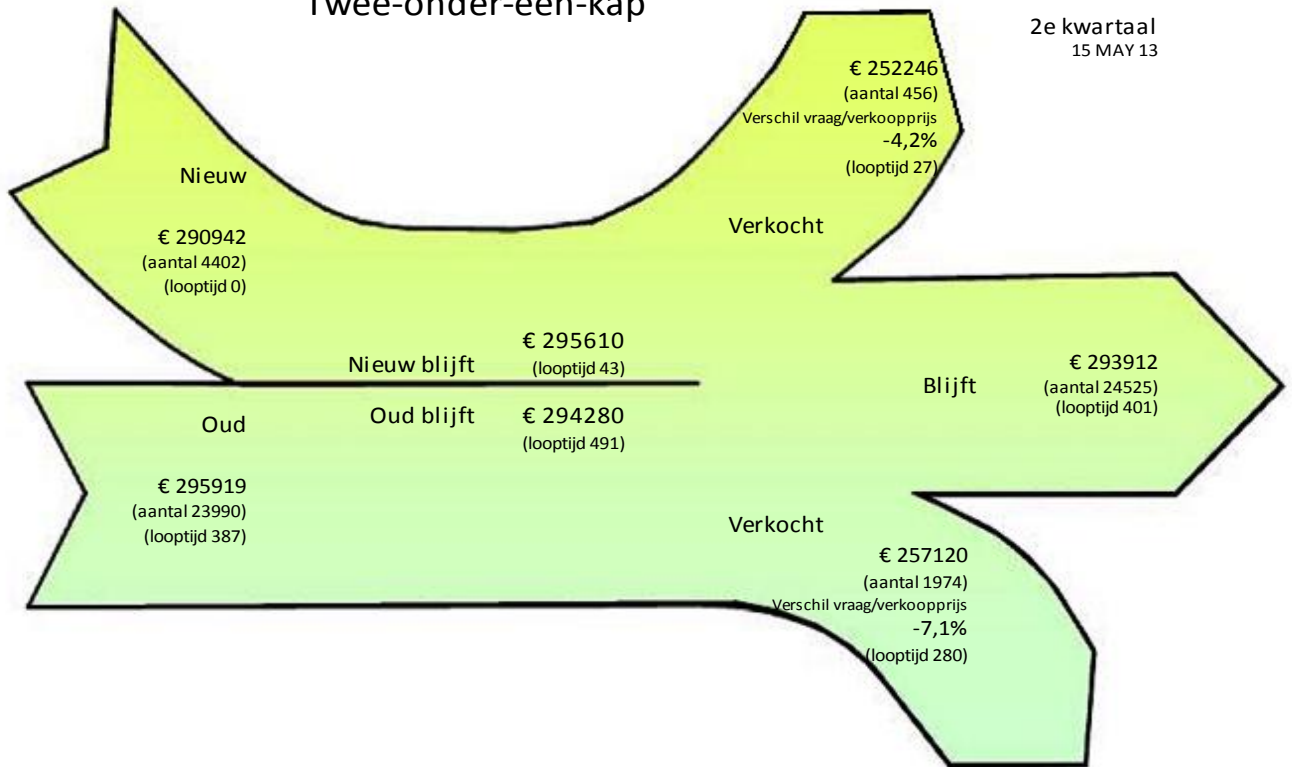 Twee-onder-een-kap
2e kwartaal
15 MAY 13
€ 252246
(aantal 456)
Verschil vraag/verkoopprijs
-4,2%
(looptijd 27)
Verkocht
Nieuw
€ 290942
(aantal 4402)
(looptijd 0)
Nieuw blijft
€ 295610
(looptijd 43)
Oud blijft
€ 294280
(looptijd 491)
Blijft
€ 293912
(aantal 24525)
(looptijd 401)
Oud
€ 295919
(aantal 23990)
(looptijd 387)
Verkocht
€ 257120
(aantal 1974)
Verschil vraag/verkoopprijs
-7,1%
(looptijd 280)